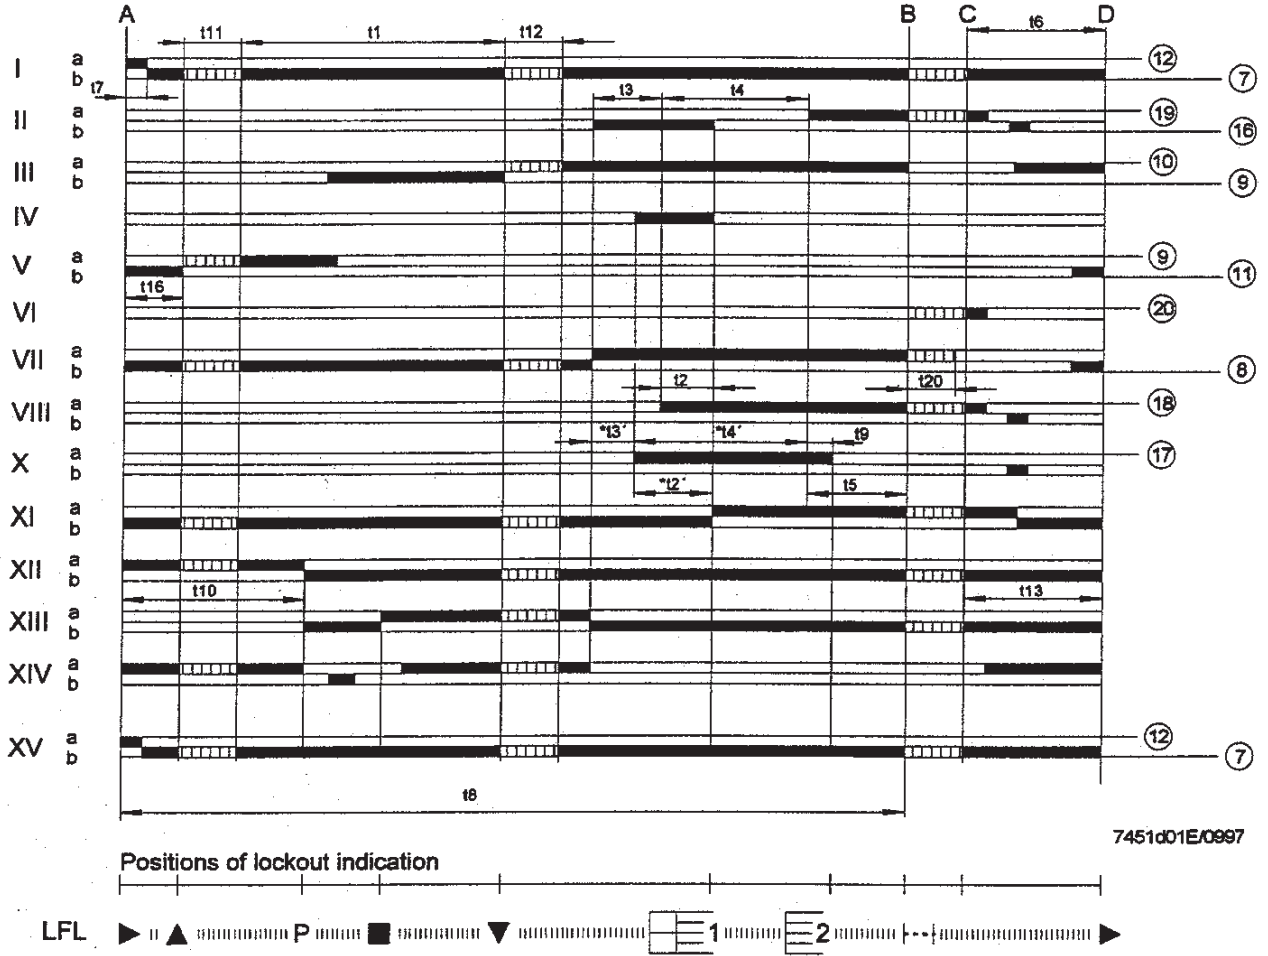 A B C D
t11 t1 t12 t6
I a 12
b 7
t7
t3 t4
II a 19
b 16
III a 10
b 9
IV
V a 9
b 11
t16
VI 20
VII a
b 8
t2 t20
VIII a 18
b
*t3´ *t4´ t9
X a 17
b
*t2´ t5
XI a
b
XII a
b
t10 t13
XIII a
b
XIV a
b
XV a 12
b 7
t8
7451d01E/0997
Positions of lockout indication
LFL P 1 2